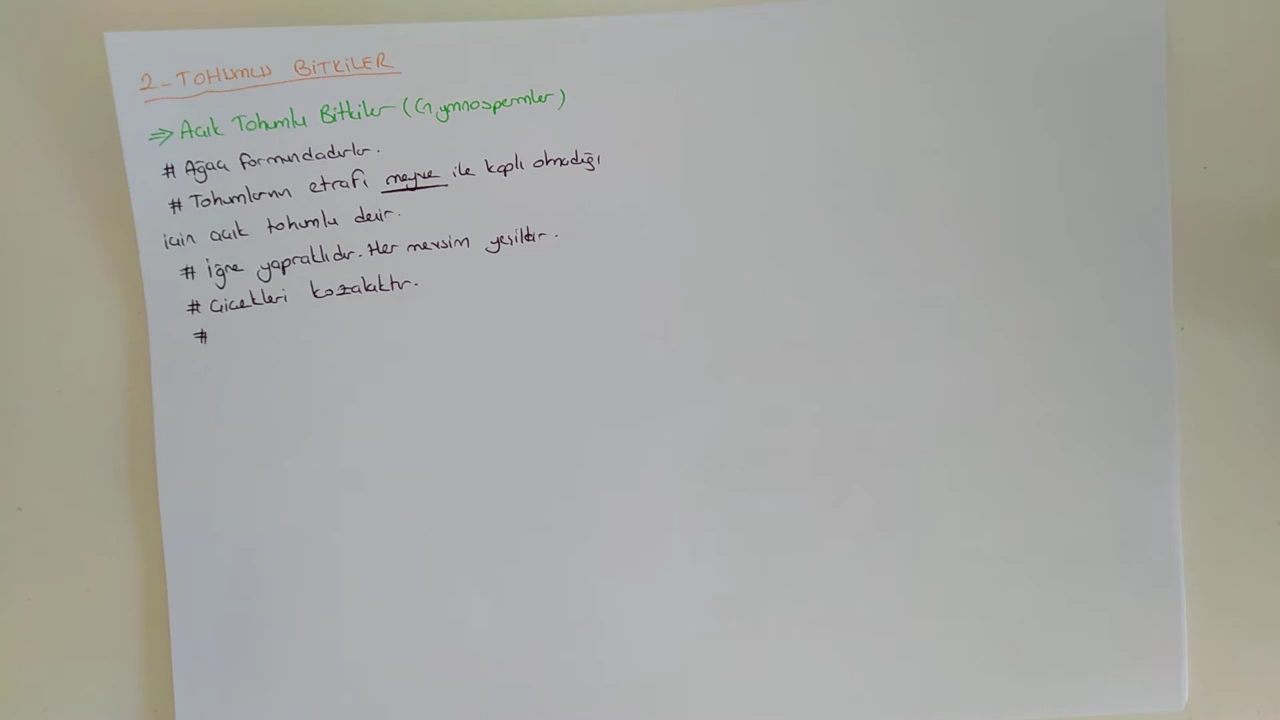 2-TOHUMLU BİTKİLER
⇒ Açık Tohumlu Bitkiler (Gymnospermler)
# Ağaç formundadırlar.
# Tohumlarının etrafı meyve ile kaplı olmadığı
için açık tohumlu denir.
# İğne yapraklıdır. Her mevsim yeşildir.
# Çiçekleri kozalaktır.
#